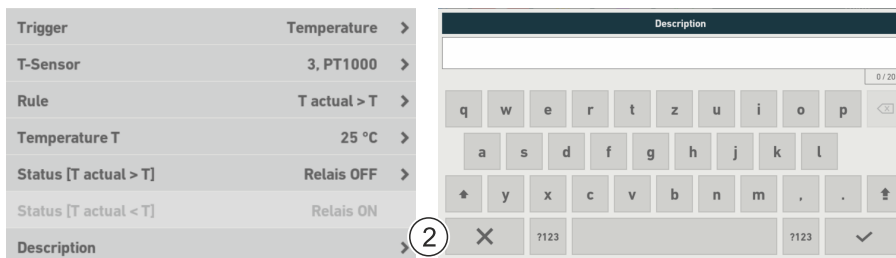 Trigger Temperature
T-Sensor 3, PT1000
Rule T actual > T
Temperature T 25 °C
Status [T actual > T] Relais OFF
Status [T actual < T] Relais ON
Description
2
Description
0 / 20
q w e r t z u i o p
a s d f g h j k l
y x c v b n m , .
?123 ?123